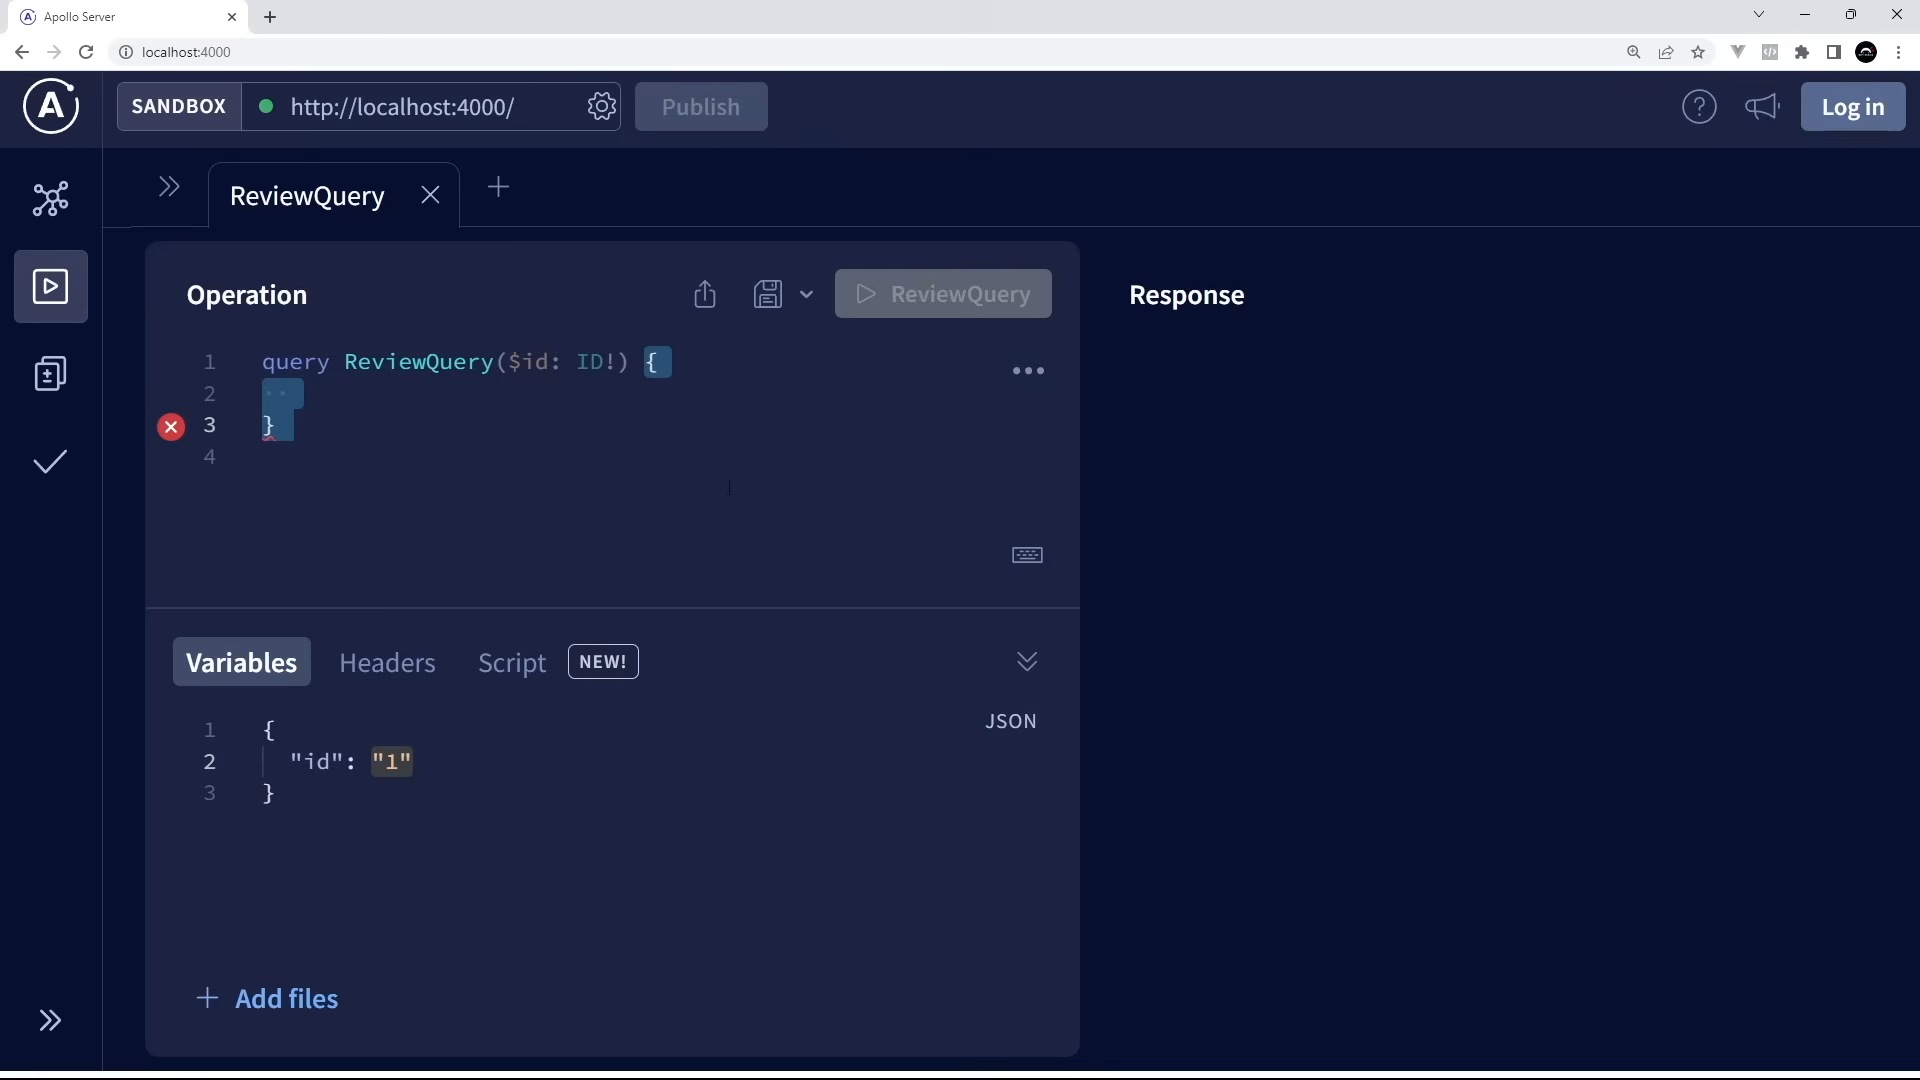 Apollo Server
localhost:4000
SANDBOX
http://localhost:4000/
Publish
Log in
ReviewQuery
Operation
ReviewQuery
Response
1 query ReviewQuery($id: ID!) {
2
3 }
4
Variables
Headers
Script
NEW!
JSON
1 {
2 "id": "1"
3 }
+ Add files